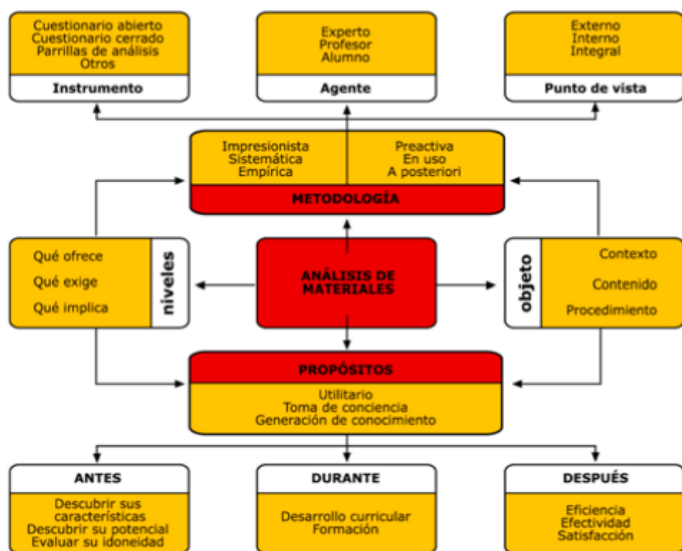 Cuestionario abierto
Cuestionario cerrado
Parrillas de análisis
Otros
Instrumento
Experto
Profesor
Alumno
Agente
Externo
Interno
Integral
Punto de vista
Impresionista
Sistemática
Empírica
Preactiva
En uso
A posteriori
METODOLOGÍA
Qué ofrece
Qué exige
Qué implica
niveles
ANÁLISIS DE
MATERIALES
objeto
Contexto
Contenido
Procedimiento
PROPÓSITOS
Utilitario
Toma de conciencia
Generación de conocimiento
ANTES
Descubrir sus
características
Descubrir su potencial
Evaluar su idoneidad
DURANTE
Desarrollo curricular
Formación
DESPUÉS
Eficiencia
Efectividad
Satisfacción